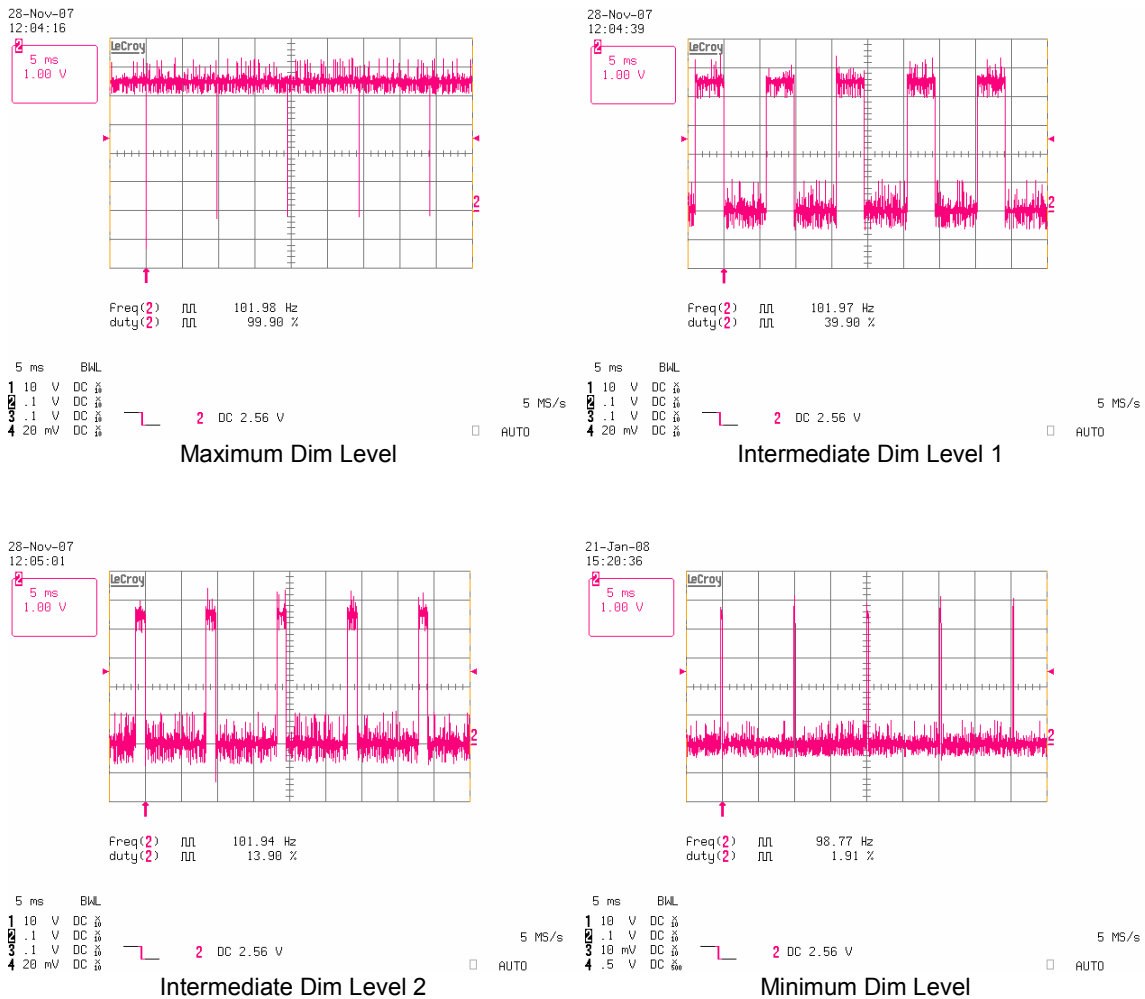 28-Nov-07
12:04:16
2
5 ms
1.00 V
LeCroy
2
Freq(2) 101.98 Hz
duty(2) 99.90 %
5 ms BWL
1 10 V DC
2 .1 V DC
3 .1 V DC
4 20 mV DC
2 DC 2.56 V
5 MS/s
AUTO
Maximum Dim Level
28-Nov-07
12:04:39
2
5 ms
1.00 V
LeCroy
2
Freq(2) 101.97 Hz
duty(2) 39.90 %
5 ms BWL
1 10 V DC
2 .1 V DC
3 .1 V DC
4 20 mV DC
2 DC 2.56 V
5 MS/s
AUTO
Intermediate Dim Level 1
28-Nov-07
12:05:01
2
5 ms
1.00 V
LeCroy
2
Freq(2) 101.94 Hz
duty(2) 13.90 %
5 ms BWL
1 10 V DC
2 .1 V DC
3 .1 V DC
4 20 mV DC
2 DC 2.56 V
5 MS/s
AUTO
Intermediate Dim Level 2
21-Jan-08
15:20:36
2
5 ms
1.00 V
LeCroy
2
Freq(2) 98.77 Hz
duty(2) 1.91 %
5 ms BWL
1 10 V DC
2 .1 V DC
3 10 mV DC
4 .5 V DC
2 DC 2.56 V
5 MS/s
AUTO
Minimum Dim Level